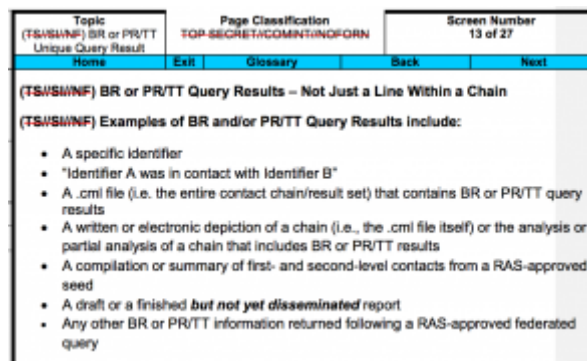 Topic
(TS//SI//NF) BR or PR/TT
Unique Query Result
Page Classification
TOP SECRET//COMINT//NOFORN
Screen Number
13 of 27
Home Exit Glossary Back Next
(TS//SI//NF) BR or PR/TT Query Results – Not Just a Line Within a Chain
(TS//SI//NF) Examples of BR and/or PR/TT Query Results include:
• A specific identifier
• "Identifier A was in contact with Identifier B"
• A .cml file (i.e. the entire contact chain/result set) that contains BR or PR/TT query
results
• A written or electronic depiction of a chain (i.e., the .cml file itself) or the analysis or
partial analysis of a chain that includes BR or PR/TT results
• A compilation or summary of first- and second-level contacts from a RAS-approved
seed
• A draft or a finished but not yet disseminated report
• Any other BR or PR/TT information returned following a RAS-approved federated
query